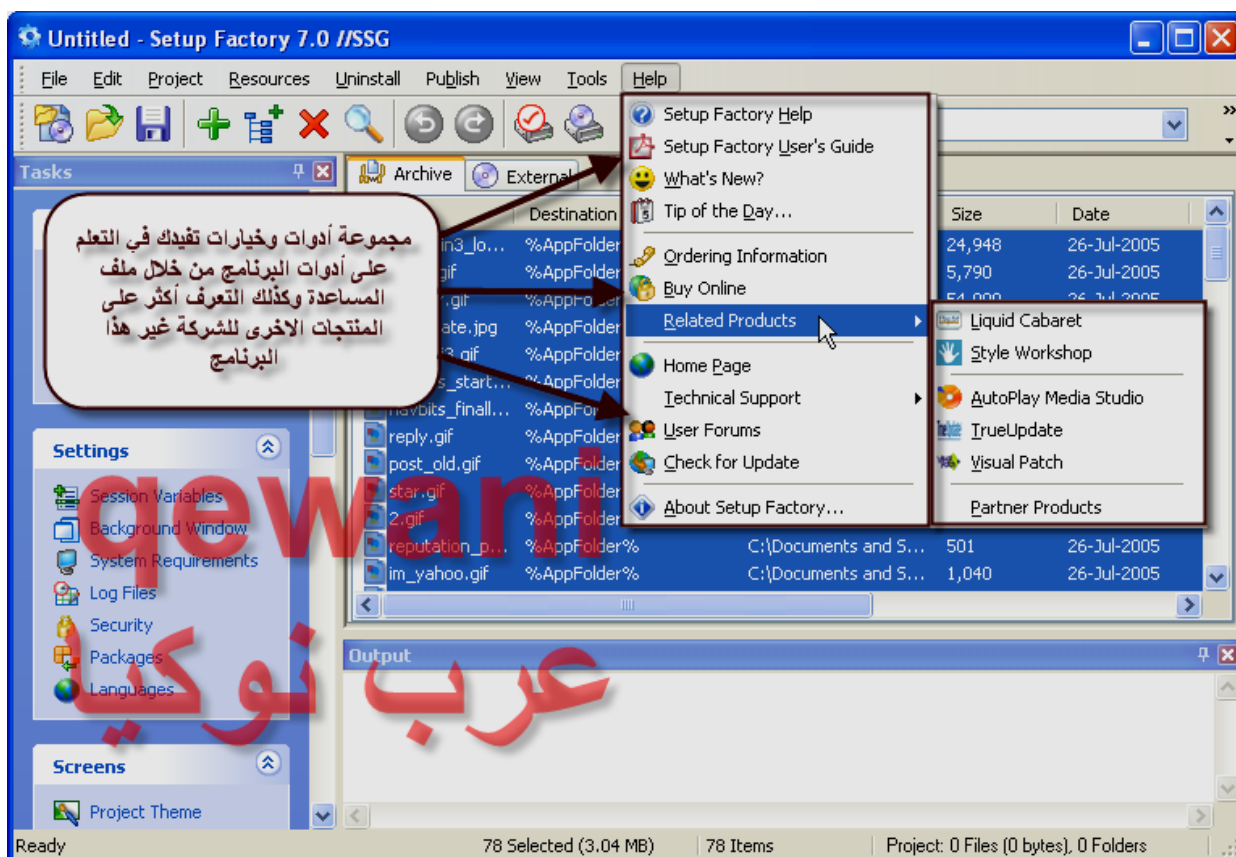 Untitled - Setup Factory 7.0 //SSG
File Edit Project Resources Uninstall Publish View Tools Help
Tasks
Archive
External
Destination
Size
Date
Setup Factory Help
Setup Factory User's Guide
What's New?
Tip of the Day...
Ordering Information
Buy Online
Related Products
Home Page
Technical Support
User Forums
Check for Update
About Setup Factory...
Liquid Cabaret
Style Workshop
AutoPlay Media Studio
TrueUpdate
Visual Patch
Partner Products
مجموعة أدوات وخيارات تفيدك في التعلم
على أدوات البرنامج من خلال ملف
المساعدة وكذلك التعرف أكثر على
المنتجات الاخرى للشركة غير هذا
البرنامج
%AppFolder 24,948 26-Jul-2005
%AppFolder 5,790 26-Jul-2005
%AppFolder
%AppFolder
%AppFolder
%AppFolder
navbits_finall... %AppFolder
reply.gif %AppFolder
post_old.gif %AppFolder
star.gif %AppFolder
2.gif %AppFolder
reputation_p... %AppFolder% C:\Documents and S... 501 26-Jul-2005
im_yahoo.gif %AppFolder% C:\Documents and S... 1,040 26-Jul-2005
Settings
Session Variables
Background Window
System Requirements
Log Files
Security
Packages
Languages
Screens
Project Theme
Output
qewani
عرب نوكيا
Ready 78 Selected (3.04 MB) 78 Items Project: 0 Files (0 bytes), 0 Folders